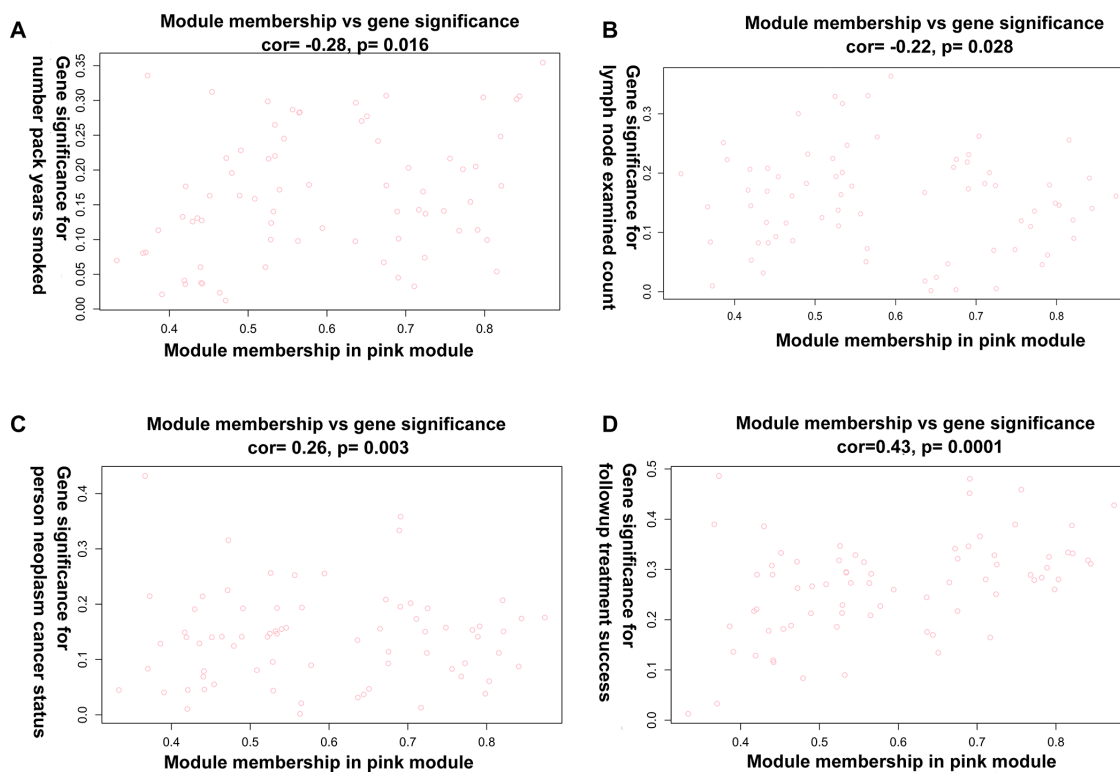 A
Module membership vs gene significance
cor= -0.28, p= 0.016
Gene significance for
number pack years smoked
0.35
0.30
0.25
0.20
0.15
0.10
0.05
0.00
0.4 0.5 0.6 0.7 0.8
Module membership in pink module
B
Module membership vs gene significance
cor= -0.22, p= 0.028
Gene significance for
lymph node examined count
0.3
0.2
0.1
0.0
0.4 0.5 0.6 0.7 0.8
Module membership in pink module
C
Module membership vs gene significance
cor= 0.26, p= 0.003
Gene significance for
person neoplasm cancer status
0.4
0.3
0.2
0.1
0.0
0.4 0.5 0.6 0.7 0.8
Module membership in pink module
D
Module membership vs gene significance
cor=0.43, p= 0.0001
Gene significance for
followup treatment success
0.5
0.4
0.3
0.2
0.1
0.0
0.4 0.5 0.6 0.7 0.8
Module membership in pink module